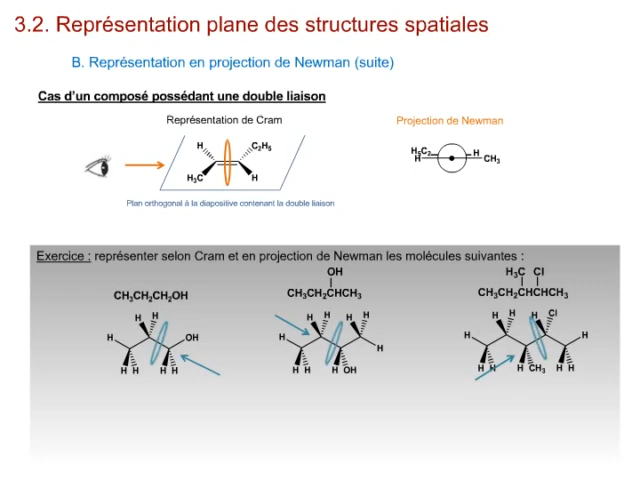 3.2. Représentation plane des structures spatiales
B. Représentation en projection de Newman (suite)
Cas d'un composé possédant une double liaison
Représentation de Cram
Projection de Newman
H C₂H₅
H₃C H
H₅C₂ H
H CH₃
Plan orthogonal à la diapositive contenant la double liaison
Exercice : représenter selon Cram et en projection de Newman les molécules suivantes :
OH
H₃C Cl
CH₃CH₂CH₂OH
CH₃CH₂CHCH₃
CH₃CH₂CHCHCH₃
H H
H OH
H H H H
H H H H
H H
H H H OH
H H H Cl
H H
H H H CH₃ H H